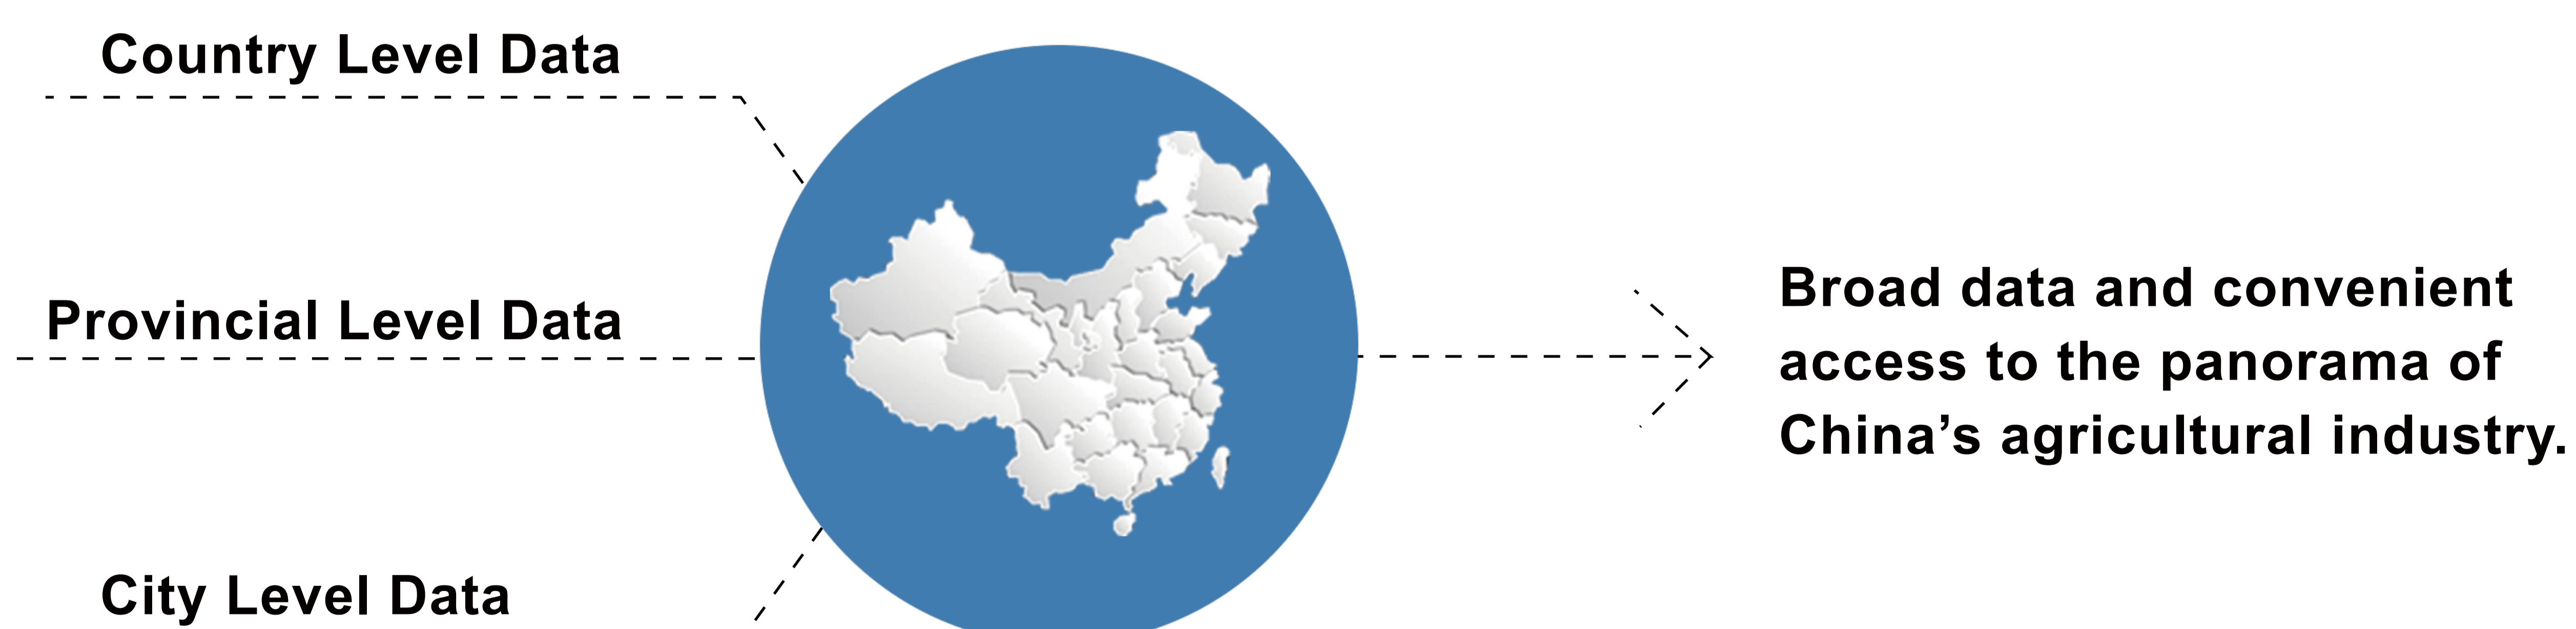 Country Level Data
Provincial Level Data
City Level Data
Broad data and convenient
access to the panorama of
China’s agricultural industry.